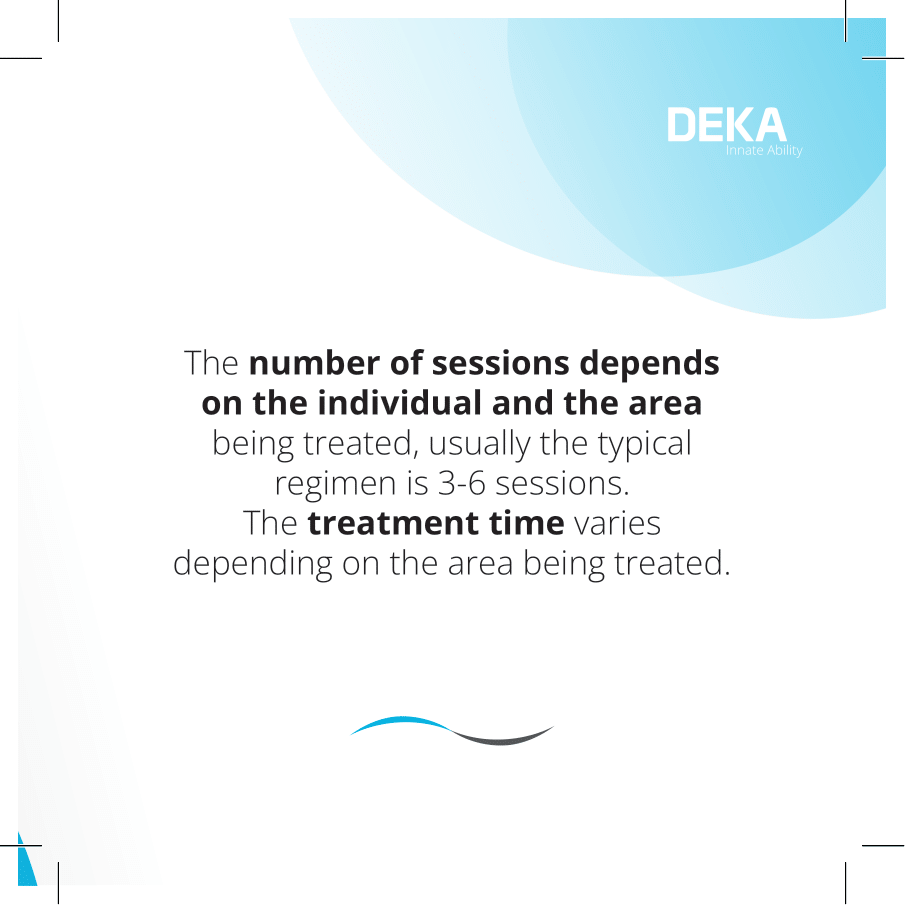 DEKA
Innate Ability
The number of sessions depends
on the individual and the area
being treated, usually the typical
regimen is 3-6 sessions.
The treatment time varies
depending on the area being treated.